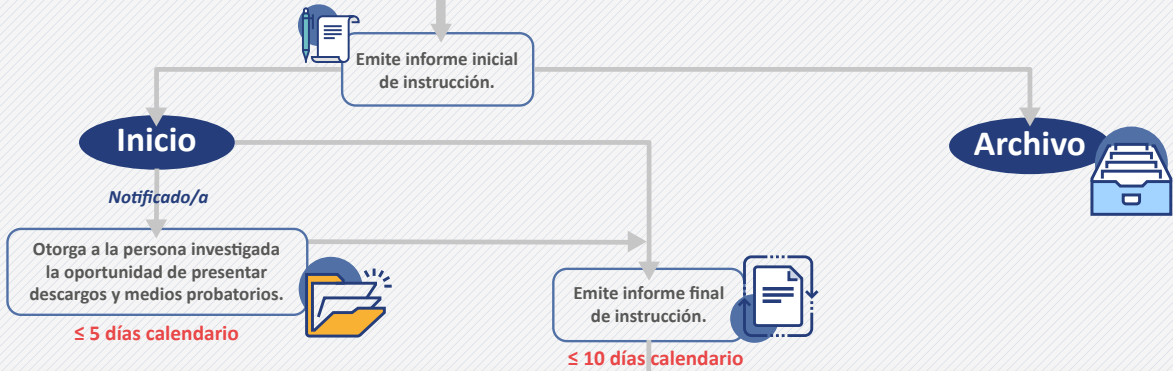 Emite informe inicial
de instrucción.
Inicio
Archivo
Notificado/a
Otorga a la persona investigada
la oportunidad de presentar
descargos y medios probatorios.
≤ 5 días calendario
Emite informe final
de instrucción.
≤ 10 días calendario